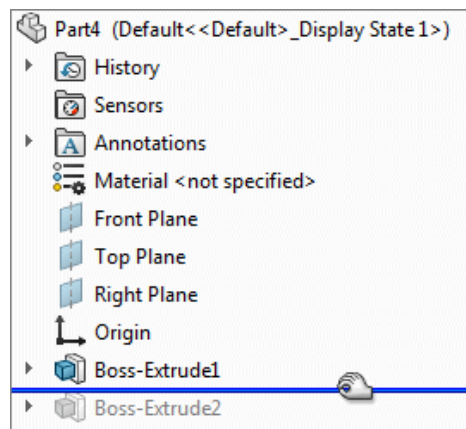 Part4 (Default<<Default>_Display State 1>)
History
Sensors
Annotations
Material <not specified>
Front Plane
Top Plane
Right Plane
Origin
Boss-Extrude1
Boss-Extrude2